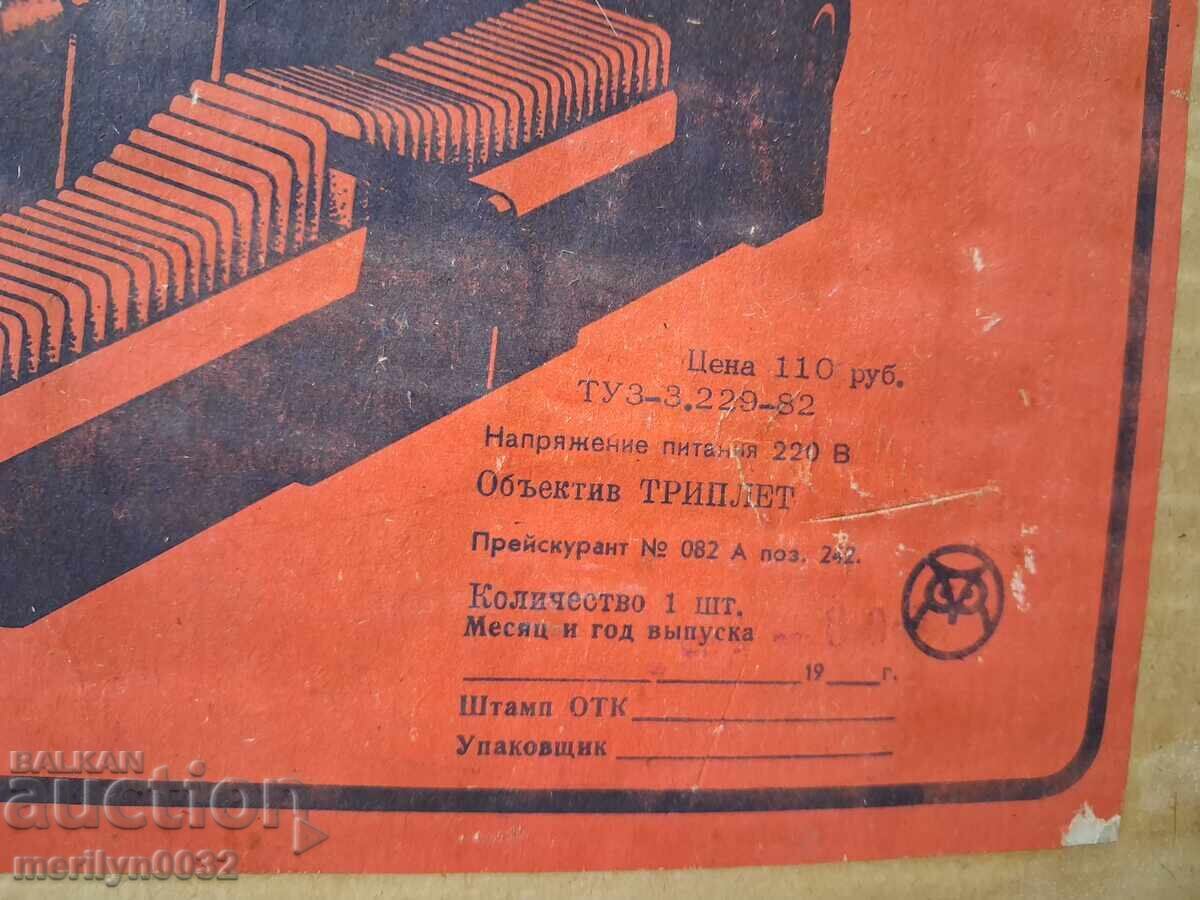 Цена 110 руб.
ТУ3-3.229-82
Напряжение питания 220 В
Объектив ТРИПЛЕТ
Прейскурант № 082 А поз. 242.
Количество 1 шт.
Месяц и год выпуска
19 г.
Штамп ОТК
Упаковщик
BALKAN
auction
merilyn0032